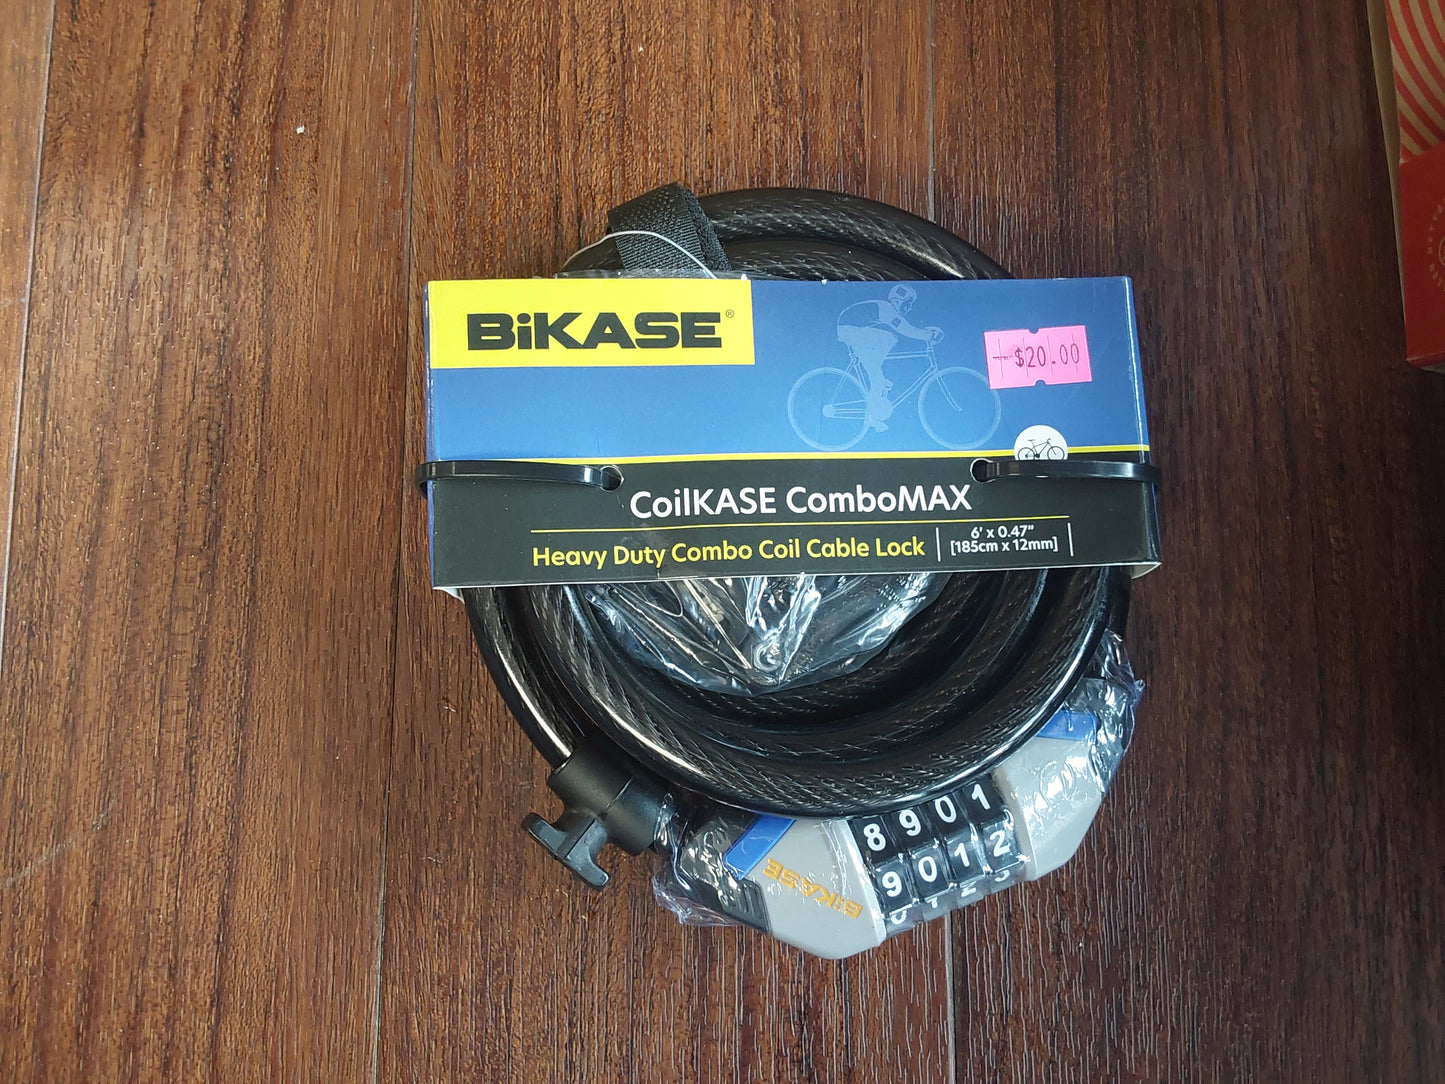 BiKASE®
$20.00
CoilKASE ComboMAX
Heavy Duty Combo Coil Cable Lock
6' x 0.47"
[185cm x 12mm]
8901
9012
BiKASE